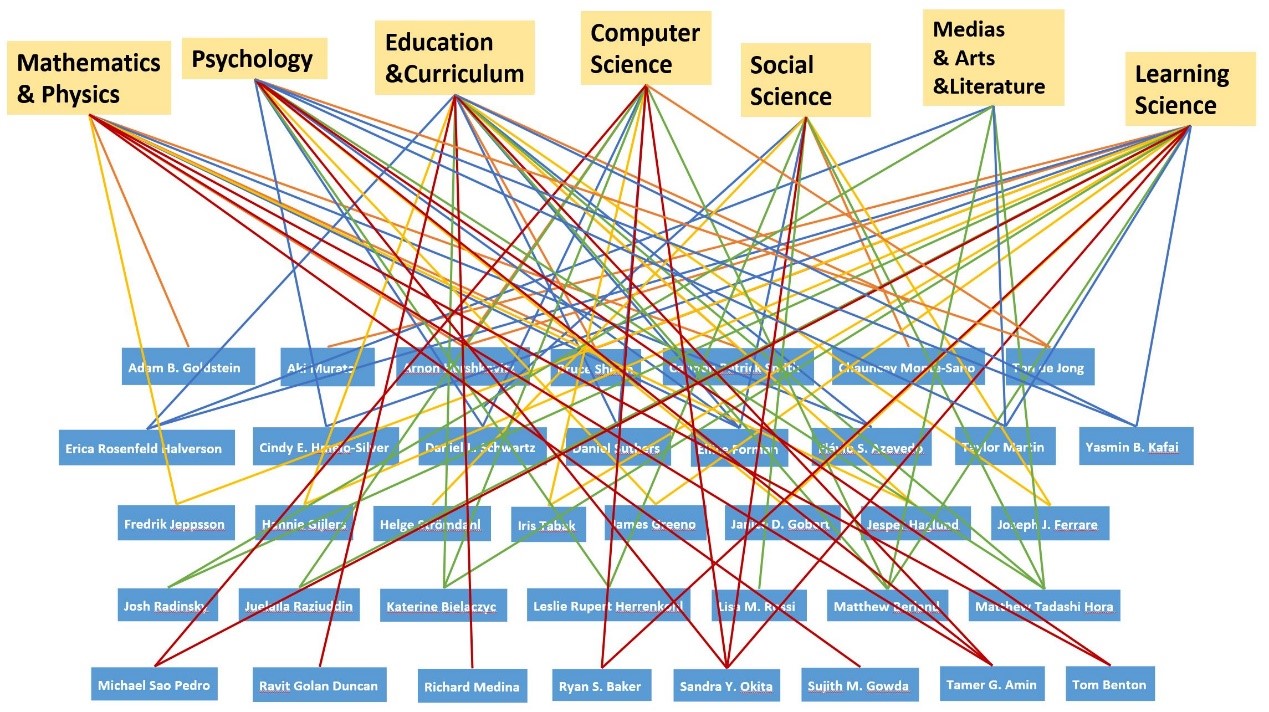 Mathematics
& Physics
Psychology
Education
&Curriculum
Computer
Science
Social
Science
Medias
& Arts
&Literature
Learning
Science
Adam B. Goldstein
Aki Murata
Arnon Hershkovitz
Bruce Sherin
Carmen Petrick Smith
Chauncey Monte-Sano
Tanque Jong
Erica Rosenfeld Halverson
Cindy E. Hmelo-Silver
Daniel L. Schwartz
Daniel Suthers
Ellice Forman
Flávio S. Azevedo
Taylor Martin
Yasmin B. Kafai
Fredrik Jeppsson
Hannie Gijlers
Helge Strömdahl
Iris Tabak
James Greeno
Janice D. Gobert
Jesper Haglund
Joseph J. Ferrare
Josh Radinsky
Juelaila Raziuddin
Katerine Bielaczyc
Leslie Rupert Herrenkohl
Lisa M. Rossi
Matthew Berland
Matthew Tadashi Hora
Michael Sao Pedro
Ravit Golan Duncan
Richard Medina
Ryan S. Baker
Sandra Y. Okita
Sujith M. Gowda
Tamer G. Amin
Tom Benton